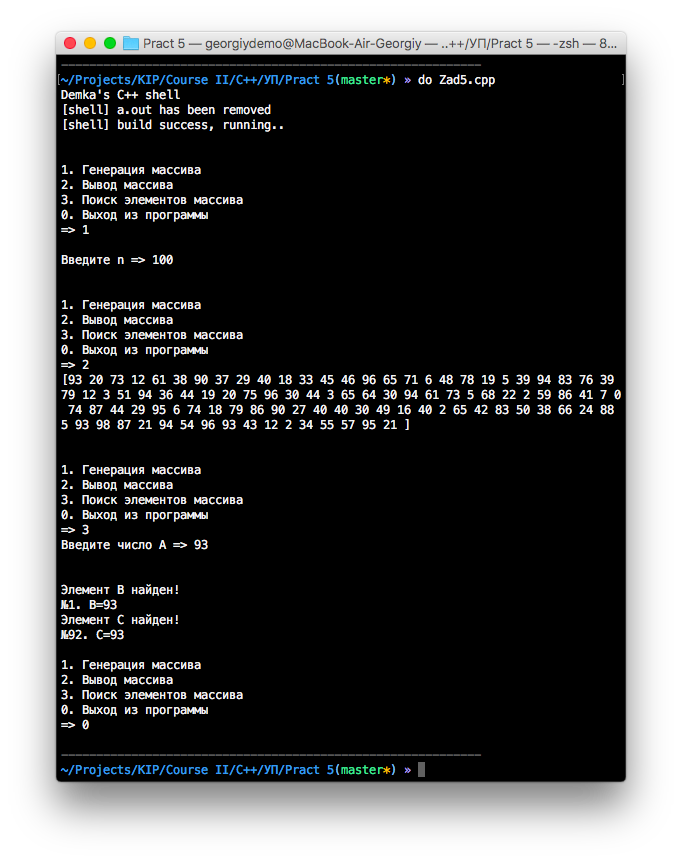 Pract 5 — georgiydemo@MacBook-Air-Georgiy — ..++/УП/Pract 5 — -zsh — 8...
~/Projects/KIP/Course II/C++/УП/Pract 5(master*) » do Zad5.cpp
Demka's C++ shell
[shell] a.out has been removed
[shell] build success, running..
1. Генерация массива
2. Вывод массива
3. Поиск элементов массива
0. Выход из программы
=> 1
Введите n => 100
1. Генерация массива
2. Вывод массива
3. Поиск элементов массива
0. Выход из программы
=> 2
[93 20 73 12 61 38 90 37 29 40 18 33 45 46 96 65 71 6 48 78 19 5 39 94 83 76 39
79 12 3 51 94 36 44 19 20 75 96 30 44 3 65 64 30 94 61 73 5 68 22 2 59 86 41 7 0
74 87 44 29 95 6 74 18 79 86 90 27 40 40 30 49 16 40 2 65 42 83 50 38 66 24 88
5 93 98 87 21 94 54 96 93 43 12 2 34 55 57 95 21 ]
1. Генерация массива
2. Вывод массива
3. Поиск элементов массива
0. Выход из программы
=> 3
Введите число A => 93
Элемент B найден!
№1. B=93
Элемент C найден!
№92. C=93
1. Генерация массива
2. Вывод массива
3. Поиск элементов массива
0. Выход из программы
=> 0
~/Projects/KIP/Course II/C++/УП/Pract 5(master*) »